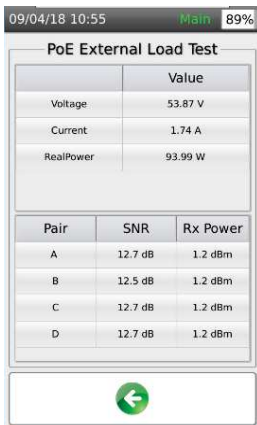 09/04/18 10:55 Main 89%
PoE External Load Test
Value
Voltage 53.87 V
Current 1.74 A
RealPower 93.99 W
Pair SNR Rx Power
A 12.7 dB 1.2 dBm
B 12.5 dB 1.2 dBm
C 12.7 dB 1.2 dBm
D 12.7 dB 1.2 dBm